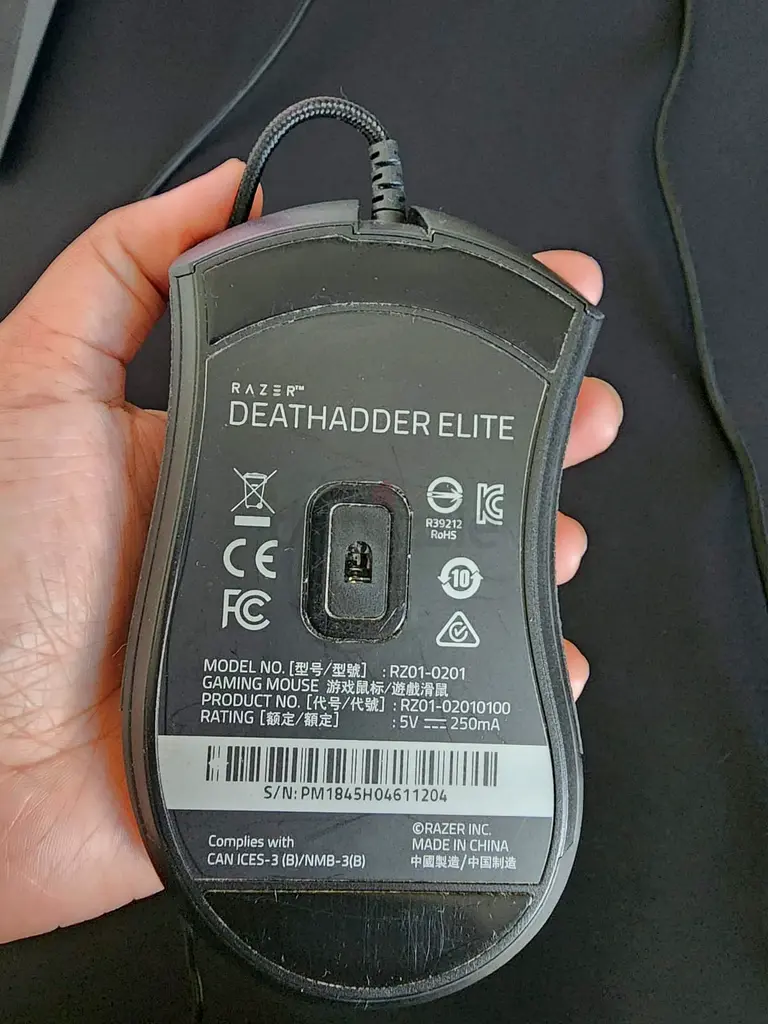 RAZER™
DEATHADDER ELITE
R39212
RoHS
CE
FC
10
MODEL NO. [型号/型號] : RZ01-0201
GAMING MOUSE 游戏鼠标/遊戲滑鼠
PRODUCT NO. [代号/代號] : RZ01-02010100
RATING [额定/額定] : 5V ⎓ 250mA
S/N: PM1845H04611204
Complies with
CAN ICES-3 (B)/NMB-3(B)
©RAZER INC.
MADE IN CHINA
中國製造/中国制造